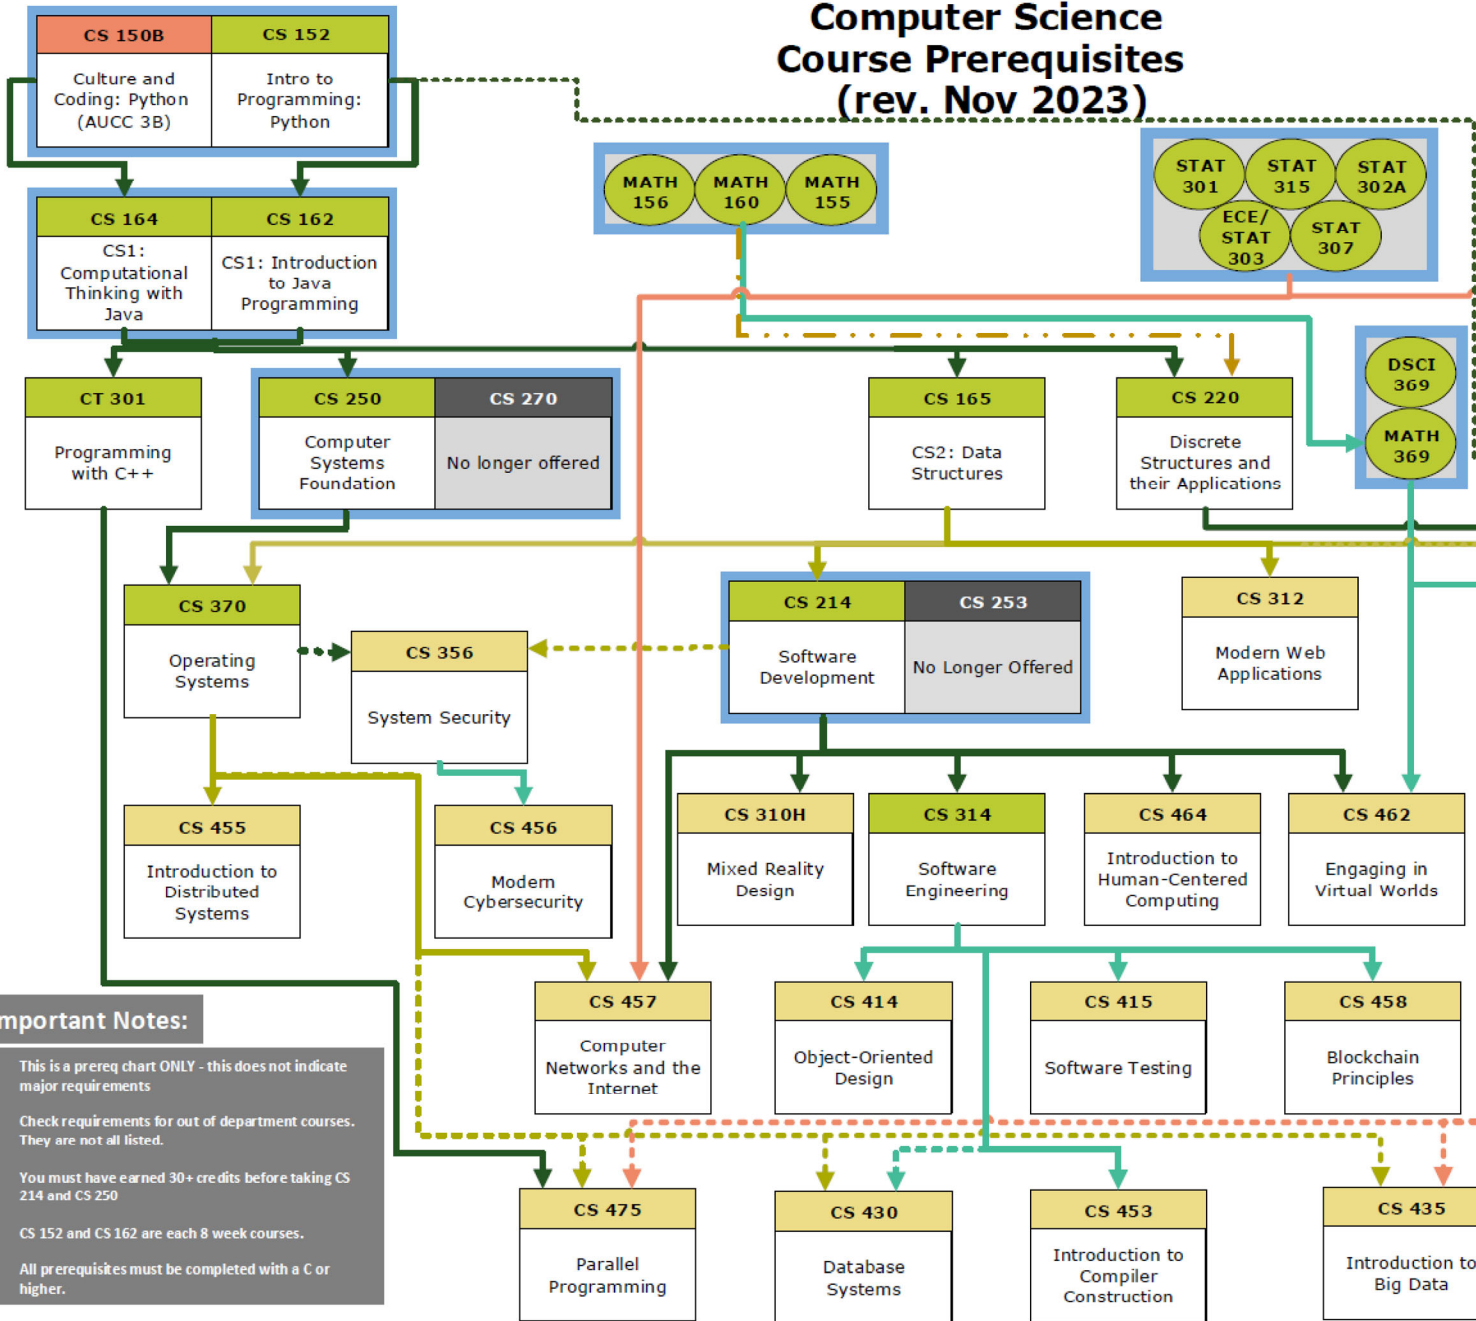 Computer Science
Course Prerequisites
(rev. Nov 2023)
CS 150B
Culture and
Coding: Python
(AUCC 3B)
CS 152
Intro to
Programming:
Python
CS 164
CS1:
Computational
Thinking with
Java
CS 162
CS1: Introduction
to Java
Programming
MATH
156
MATH
160
MATH
155
STAT
301
STAT
315
STAT
302A
ECE/
STAT
303
STAT
307
DSCI
369
MATH
369
CT 301
Programming
with C++
CS 250
Computer
Systems
Foundation
CS 270
No longer offered
CS 165
CS2: Data
Structures
CS 220
Discrete
Structures and
their Applications
CS 370
Operating
Systems
CS 356
System Security
CS 214
Software
Development
CS 253
No Longer Offered
CS 312
Modern Web
Applications
CS 455
Introduction to
Distributed
Systems
CS 456
Modern
Cybersecurity
CS 310H
Mixed Reality
Design
CS 314
Software
Engineering
CS 464
Introduction to
Human-Centered
Computing
CS 462
Engaging in
Virtual Worlds
CS 457
Computer
Networks and the
Internet
CS 414
Object-Oriented
Design
CS 415
Software Testing
CS 458
Blockchain
Principles
CS 475
Parallel
Programming
CS 430
Database
Systems
CS 453
Introduction to
Compiler
Construction
CS 435
Introduction to
Big Data
mportant Notes:
This is a prereq chart ONLY - this does not indicate
major requirements
Check requirements for out of department courses.
They are not all listed.
You must have earned 30+ credits before taking CS
214 and CS 250
CS 152 and CS 162 are each 8 week courses.
All prerequisites must be completed with a C or
higher.